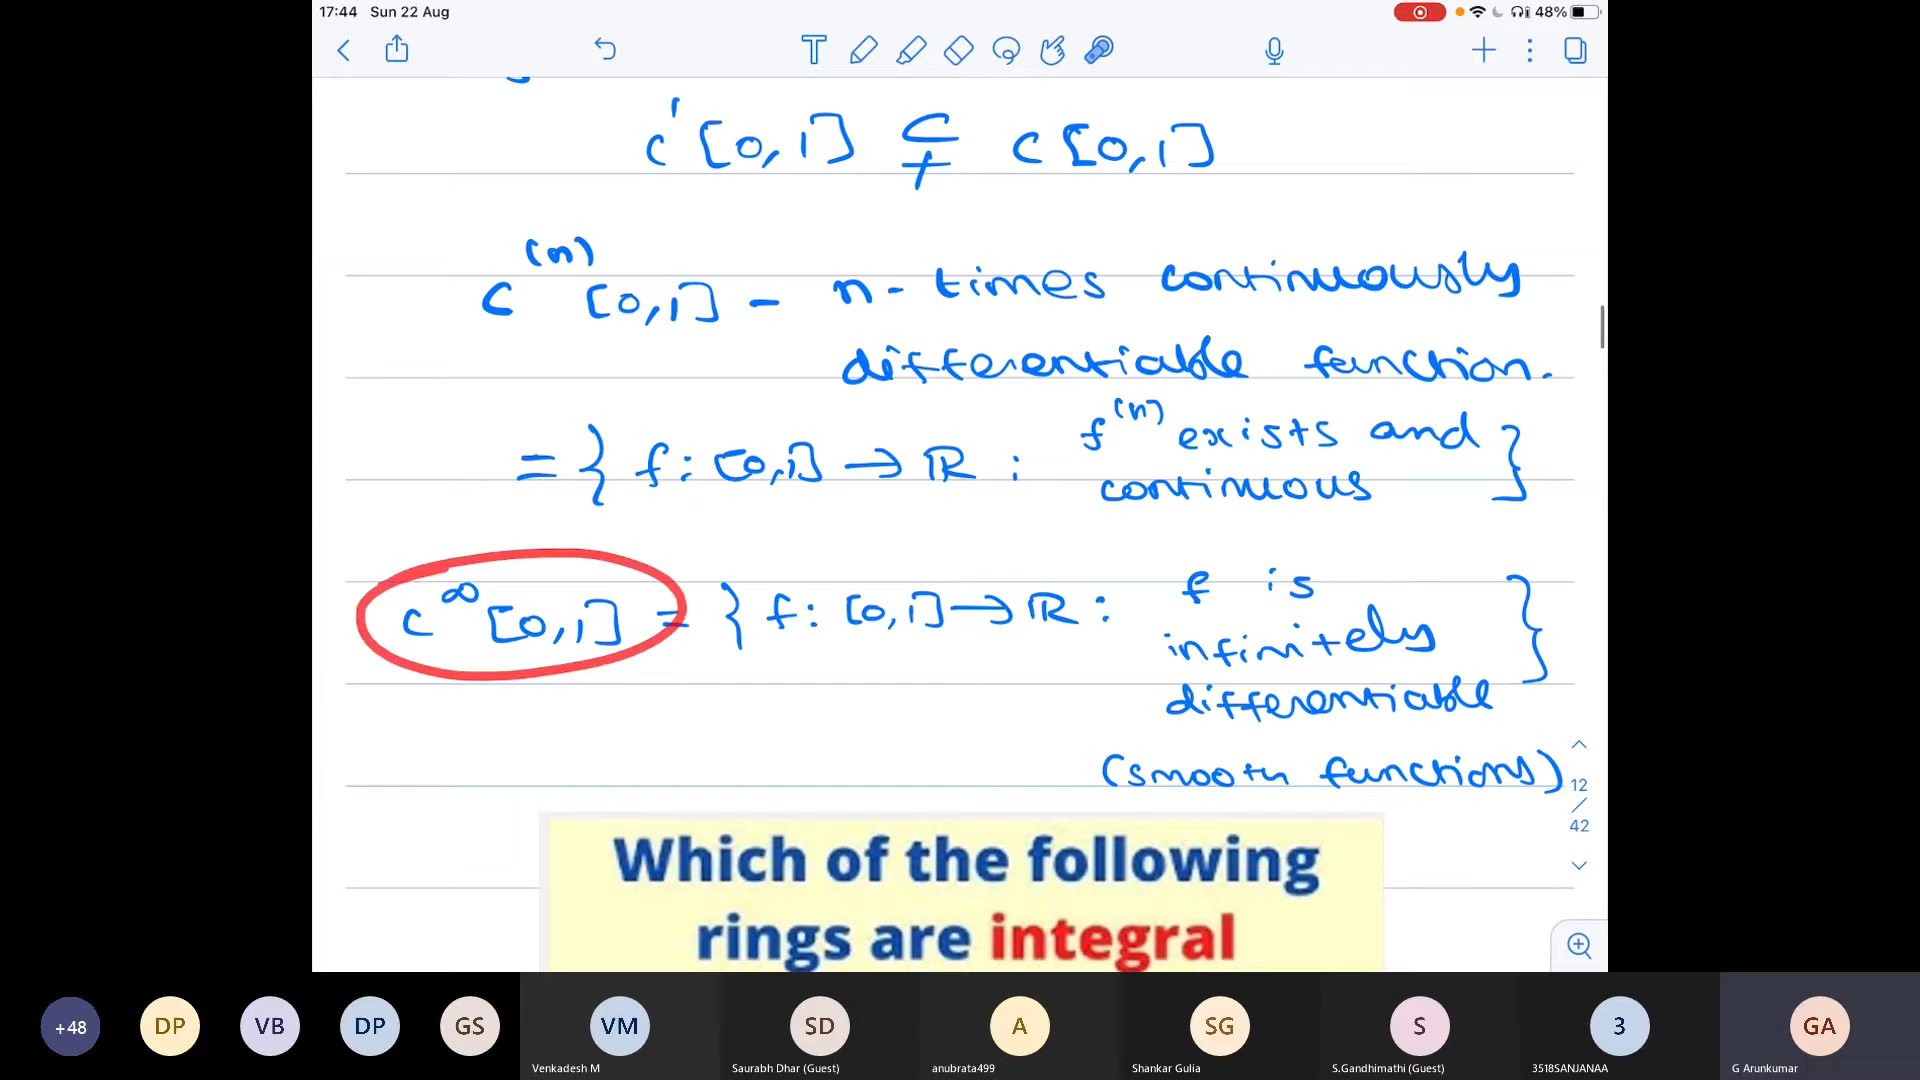 17:44 Sun 22 Aug 48%
C' [0,1] ⊊ C [0,1]
C^(n) [0,1] - n-times continuously
differentiable function.
= { f : [0,1] → ℝ : f^(n) exists and
continuous }
C^∞ [0,1] = { f : [0,1] → ℝ : f is
infinitely
differentiable }
(smooth functions)
12
/
42
Which of the following
rings are integral
+48 DP VB DP GS VM SD A SG S 3 GA
Venkadesh M Saurabh Dhar (Guest) anubrata499 Shankar Gulia S.Gandhimathi (Guest) 3518SANJANAA G Arunkumar